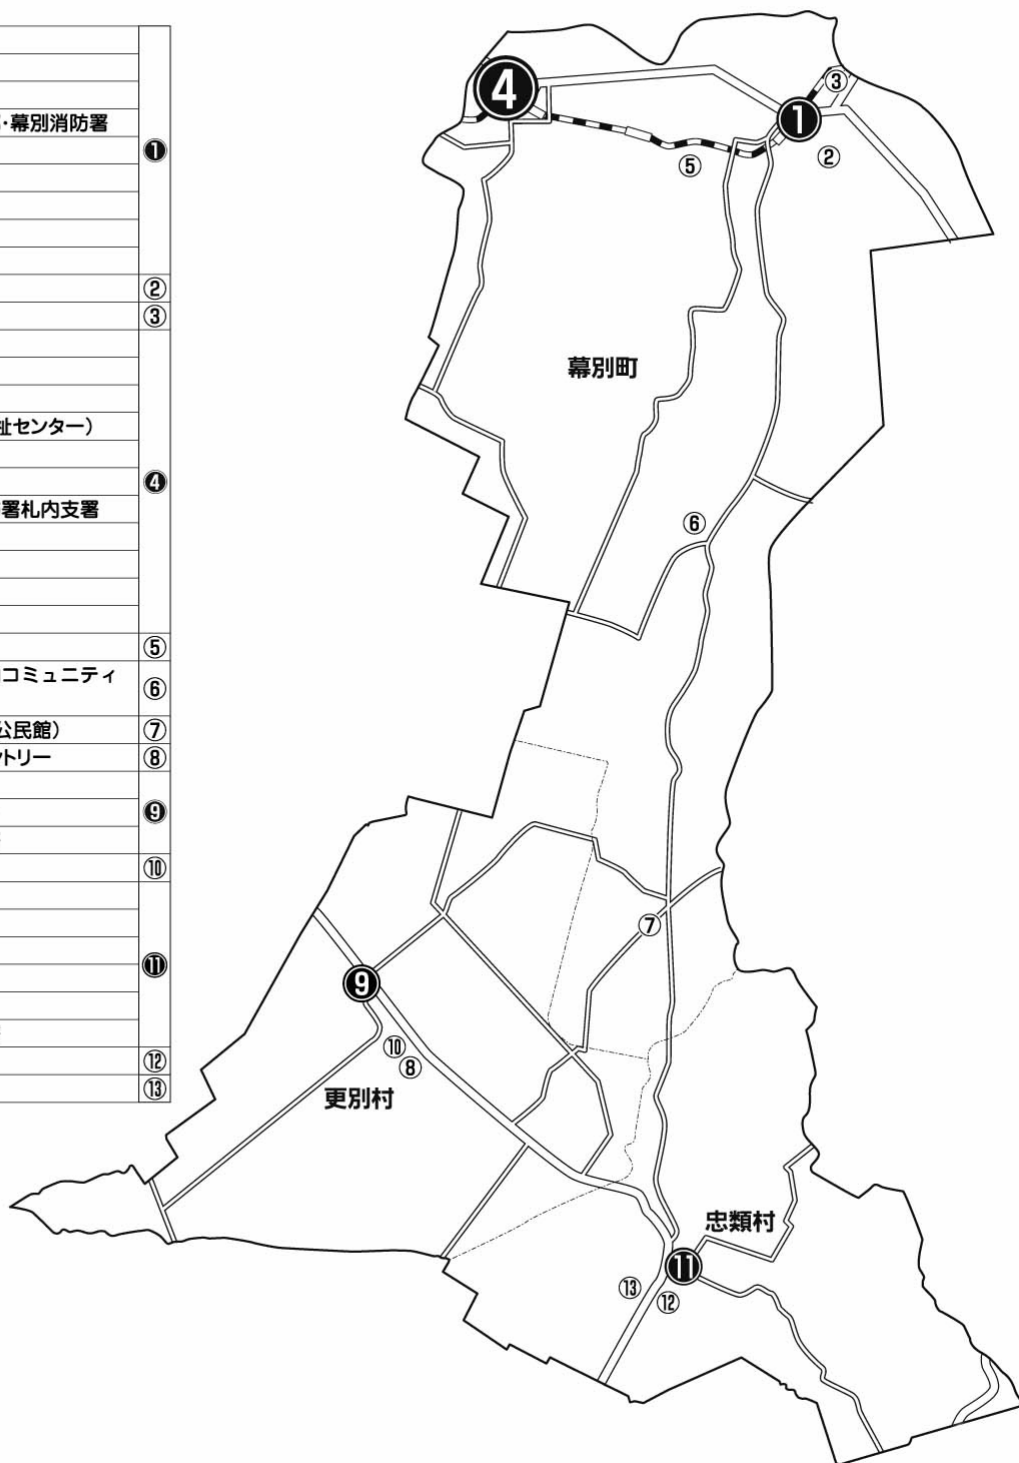 ・幕別消防署
❶
②
③
祉センター）
❹
署札内支署
⑤
コミュニティ
⑥
公民館）
⑦
トリー
⑧
❾
⑩
⓫
⑫
⑬
4
1
③
②
⑤
幕別町
⑥
⑦
9
⑩
⑧
更別村
忠類村
11
⑬
⑫